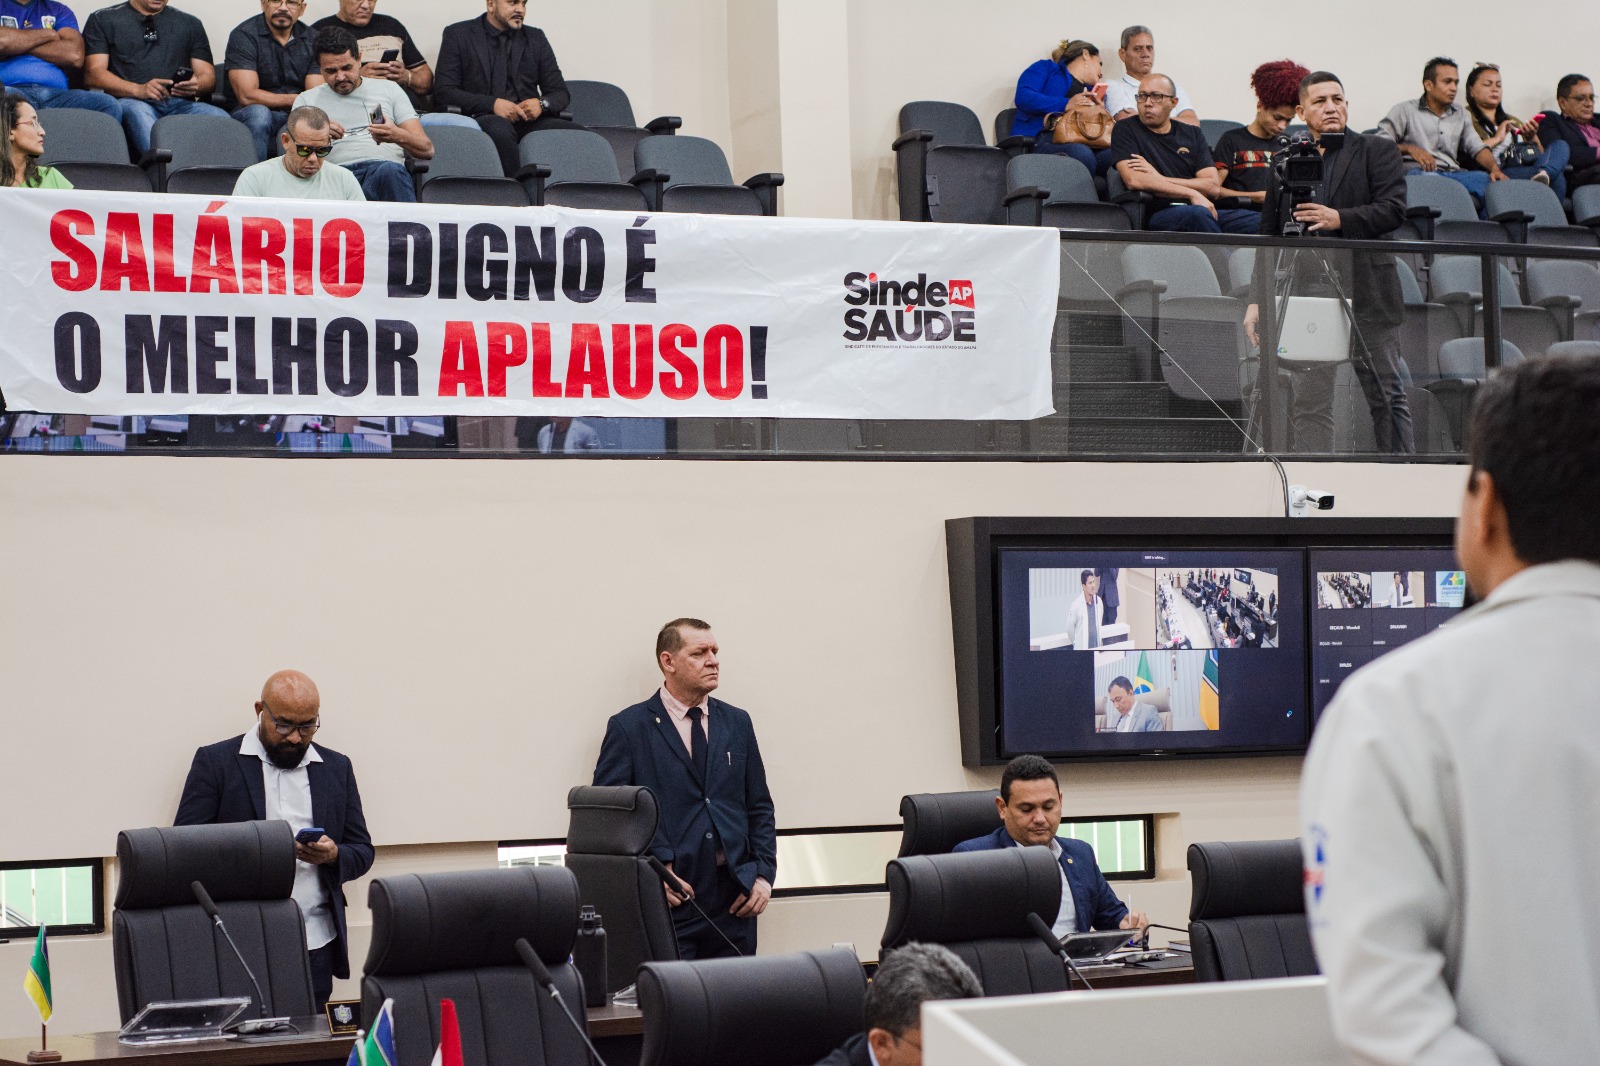 SALÁRIO DIGNO É
O MELHOR APLAUSO!
Sinde AP
SAÚDE